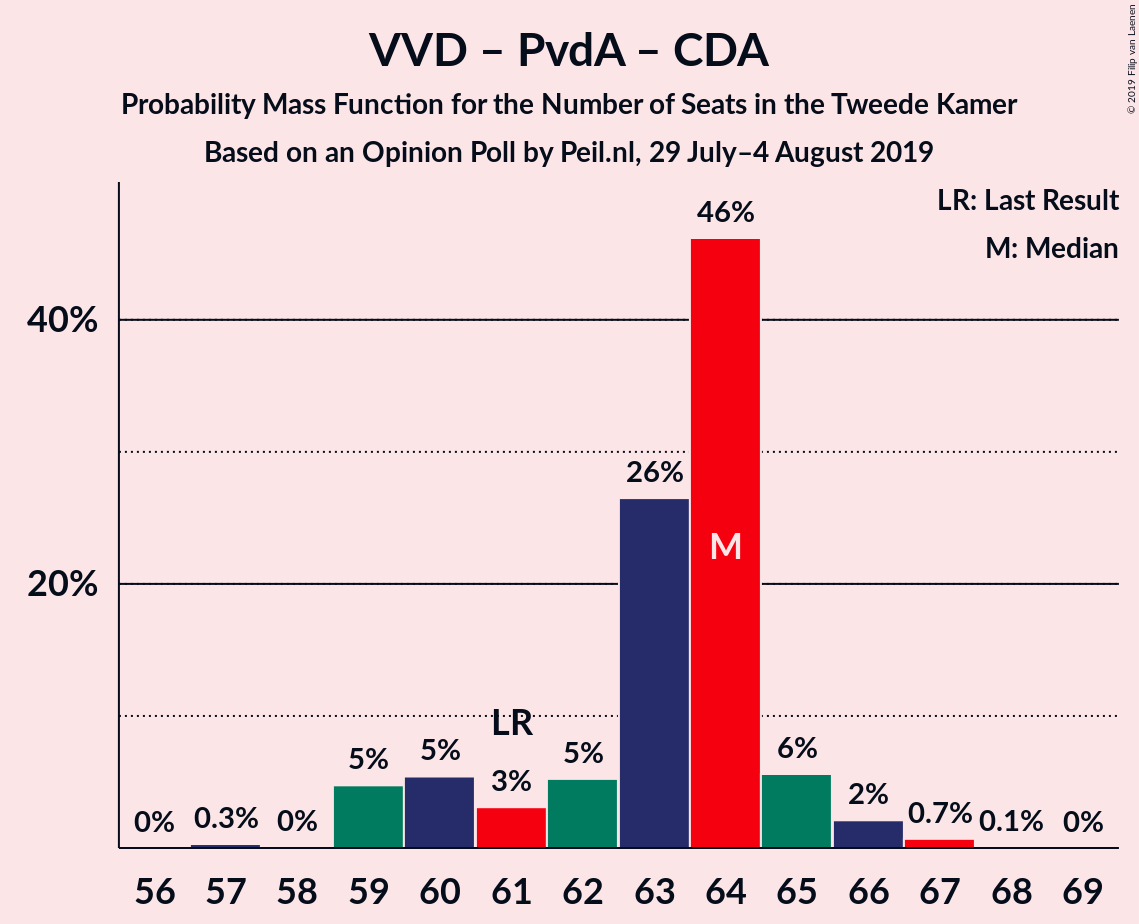 VVD – PvdA – CDA
Probability Mass Function for the Number of Seats in the Tweede Kamer
Based on an Opinion Poll by Peil.nl, 29 July–4 August 2019
© 2019 Filip van Laenen
LR: Last Result
M: Median
46%
40%
26%
M
20%
LR
0% 0.3% 0% 5% 5% 3% 5% 6% 2% 0.7% 0.1% 0%
56 57 58 59 60 61 62 63 64 65 66 67 68 69